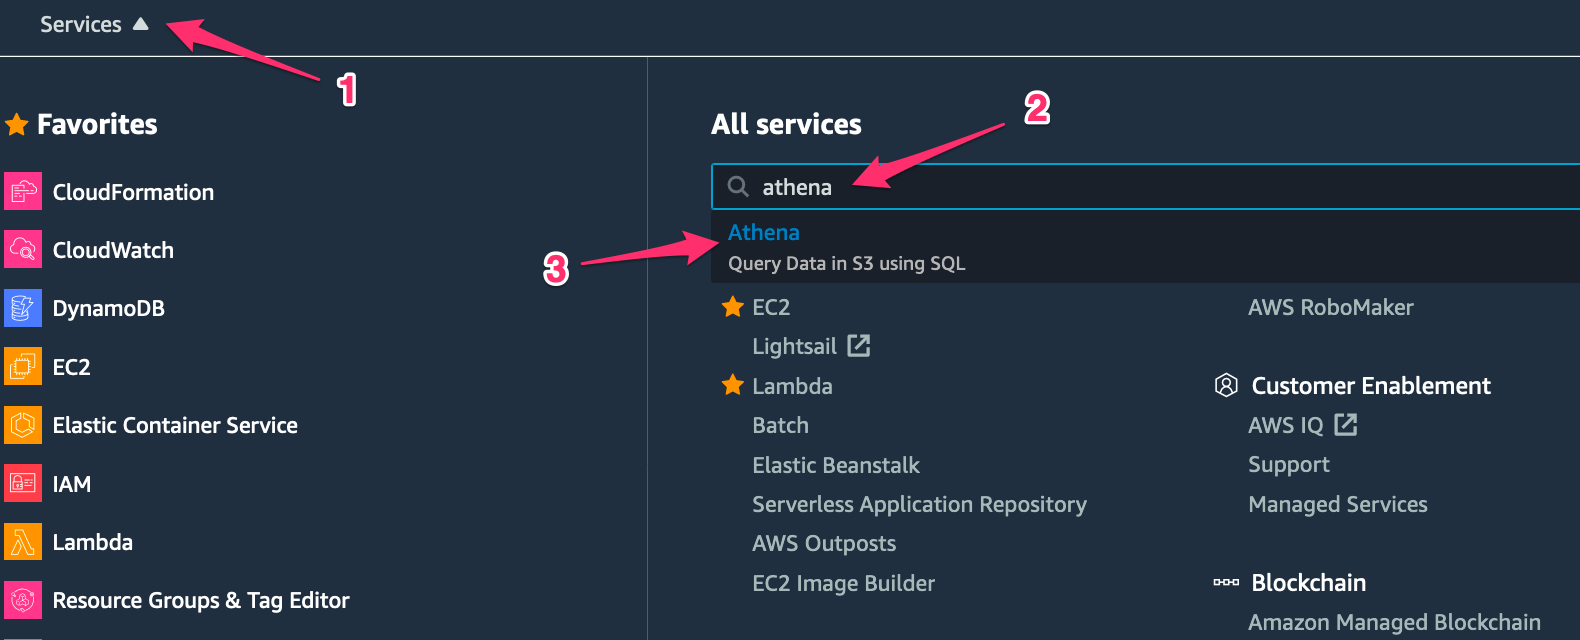 Services
1
Favorites
CloudFormation
CloudWatch
DynamoDB
EC2
Elastic Container Service
IAM
Lambda
Resource Groups & Tag Editor
All services
2
athena
3
Athena
Query Data in S3 using SQL
EC2
Lightsail
Lambda
Batch
Elastic Beanstalk
Serverless Application Repository
AWS Outposts
EC2 Image Builder
AWS RoboMaker
Customer Enablement
AWS IQ
Support
Managed Services
Blockchain
Amazon Managed Blockchain